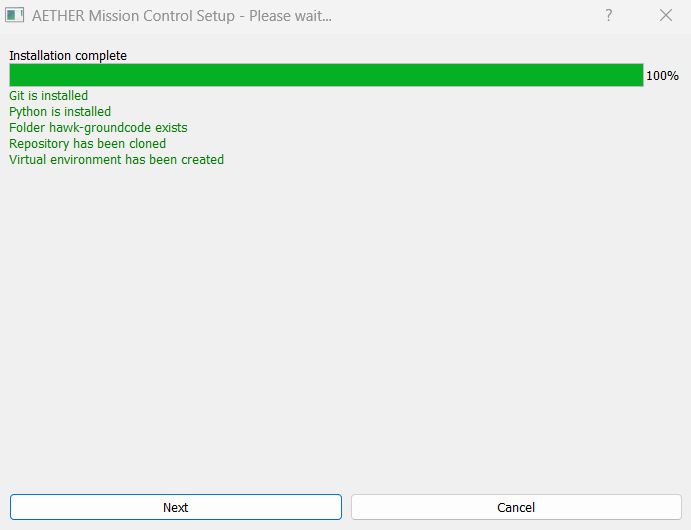 AETHER Mission Control Setup - Please wait...
Installation complete
100%
Git is installed
Python is installed
Folder hawk-groundcode exists
Repository has been cloned
Virtual environment has been created
Next
Cancel